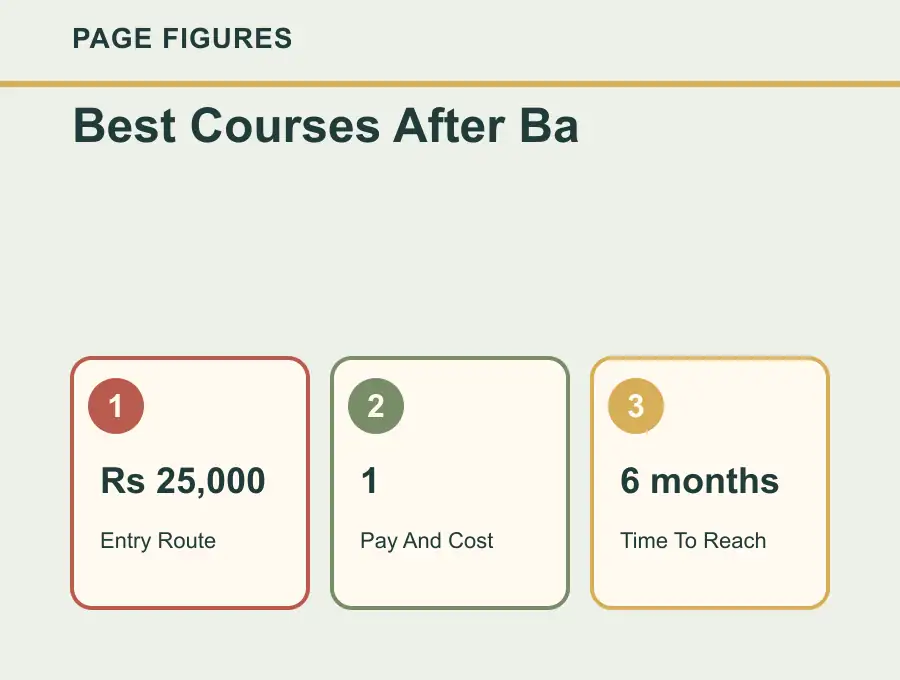 PAGE FIGURES
Best Courses After Ba
1
Rs 25,000
Entry Route
2
1
Pay And Cost
3
6 months
Time To Reach